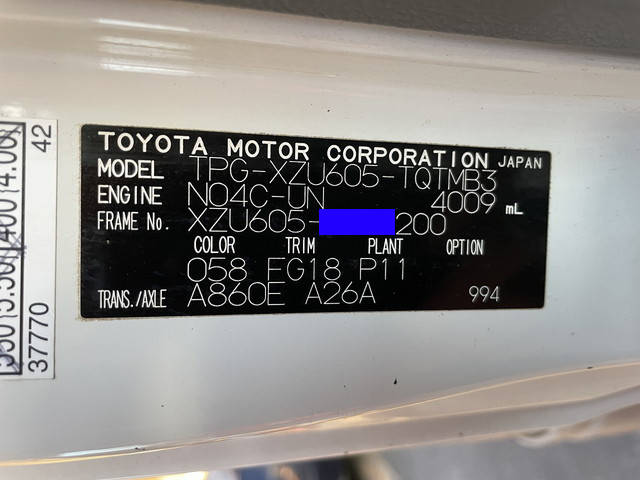 TOYOTA MOTOR CORPORATION JAPAN
MODEL TPG-XZU605-TQTMB3
ENGINE N04C-UN 4009 mL
FRAME No. XZU605- 200
COLOR TRIM PLANT OPTION
058 FG18 P11
TRANS./AXLE A860E A26A 994
42
37770